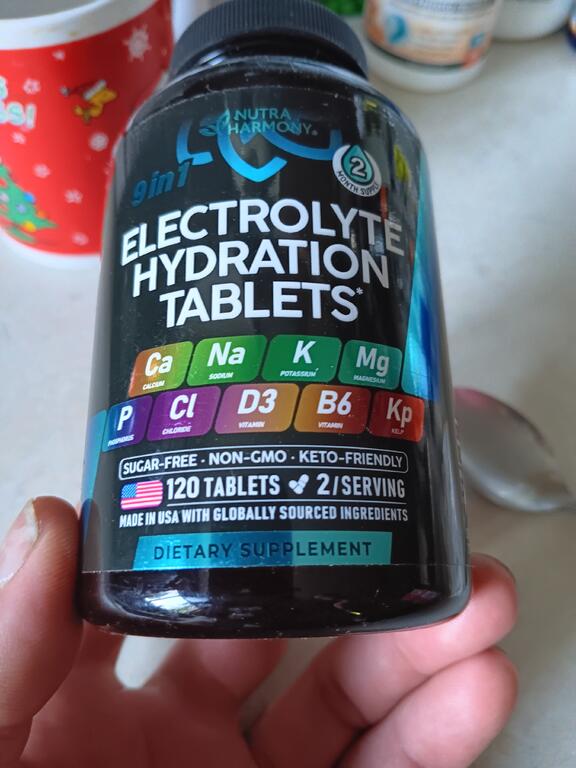 NUTRA
HARMONY®
9in1
2
MONTH SUPPLY
ELECTROLYTE
HYDRATION
TABLETS*
Ca
CALCIUM
Na
SODIUM
K
POTASSIUM
Mg
MAGNESIUM
P
PHOSPHORUS
Cl
CHLORIDE
D3
VITAMIN
B6
VITAMIN
Kp
KELP
SUGAR-FREE · NON-GMO · KETO-FRIENDLY
120 TABLETS 2/SERVING
MADE IN USA WITH GLOBALLY SOURCED INGREDIENTS
DIETARY SUPPLEMENT